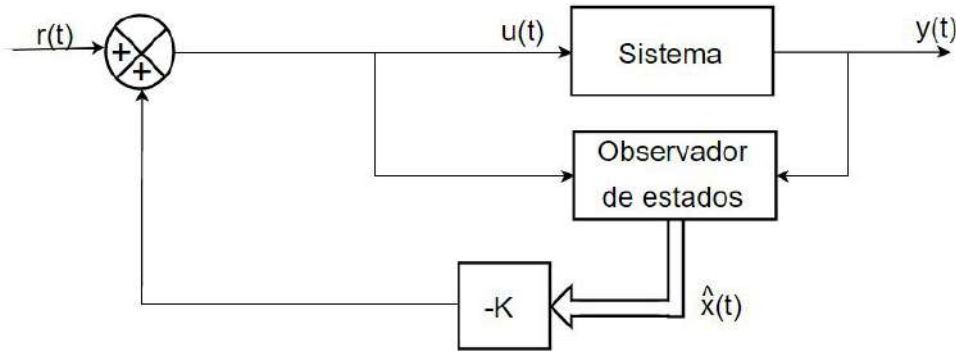 r(t)
+
+
u(t)
Sistema
y(t)
Observador
de estados
-K
x̂(t)